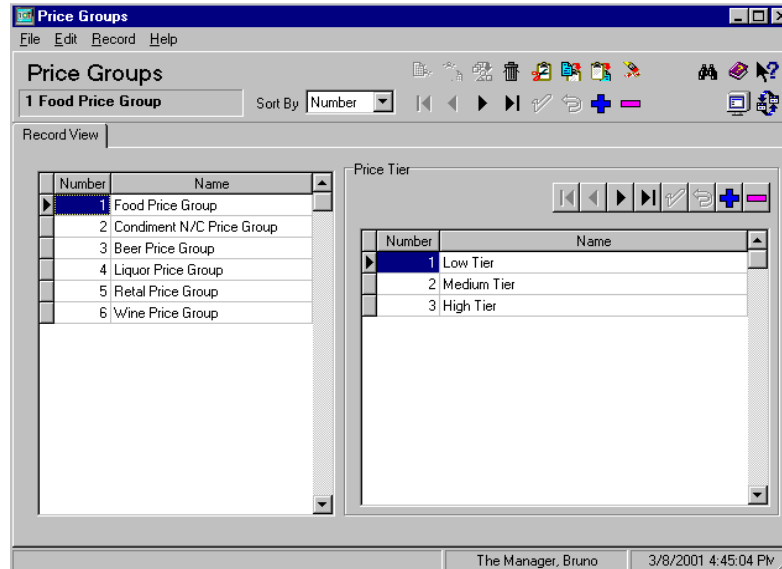 Price Groups
File Edit Record Help
Price Groups
1 Food Price Group
Sort By Number
Record View
Number Name
1 Food Price Group
2 Condiment N/C Price Group
3 Beer Price Group
4 Liquor Price Group
5 Retal Price Group
6 Wine Price Group
Price Tier
Number Name
1 Low Tier
2 Medium Tier
3 High Tier
The Manager, Bruno 3/8/2001 4:45:04 PM